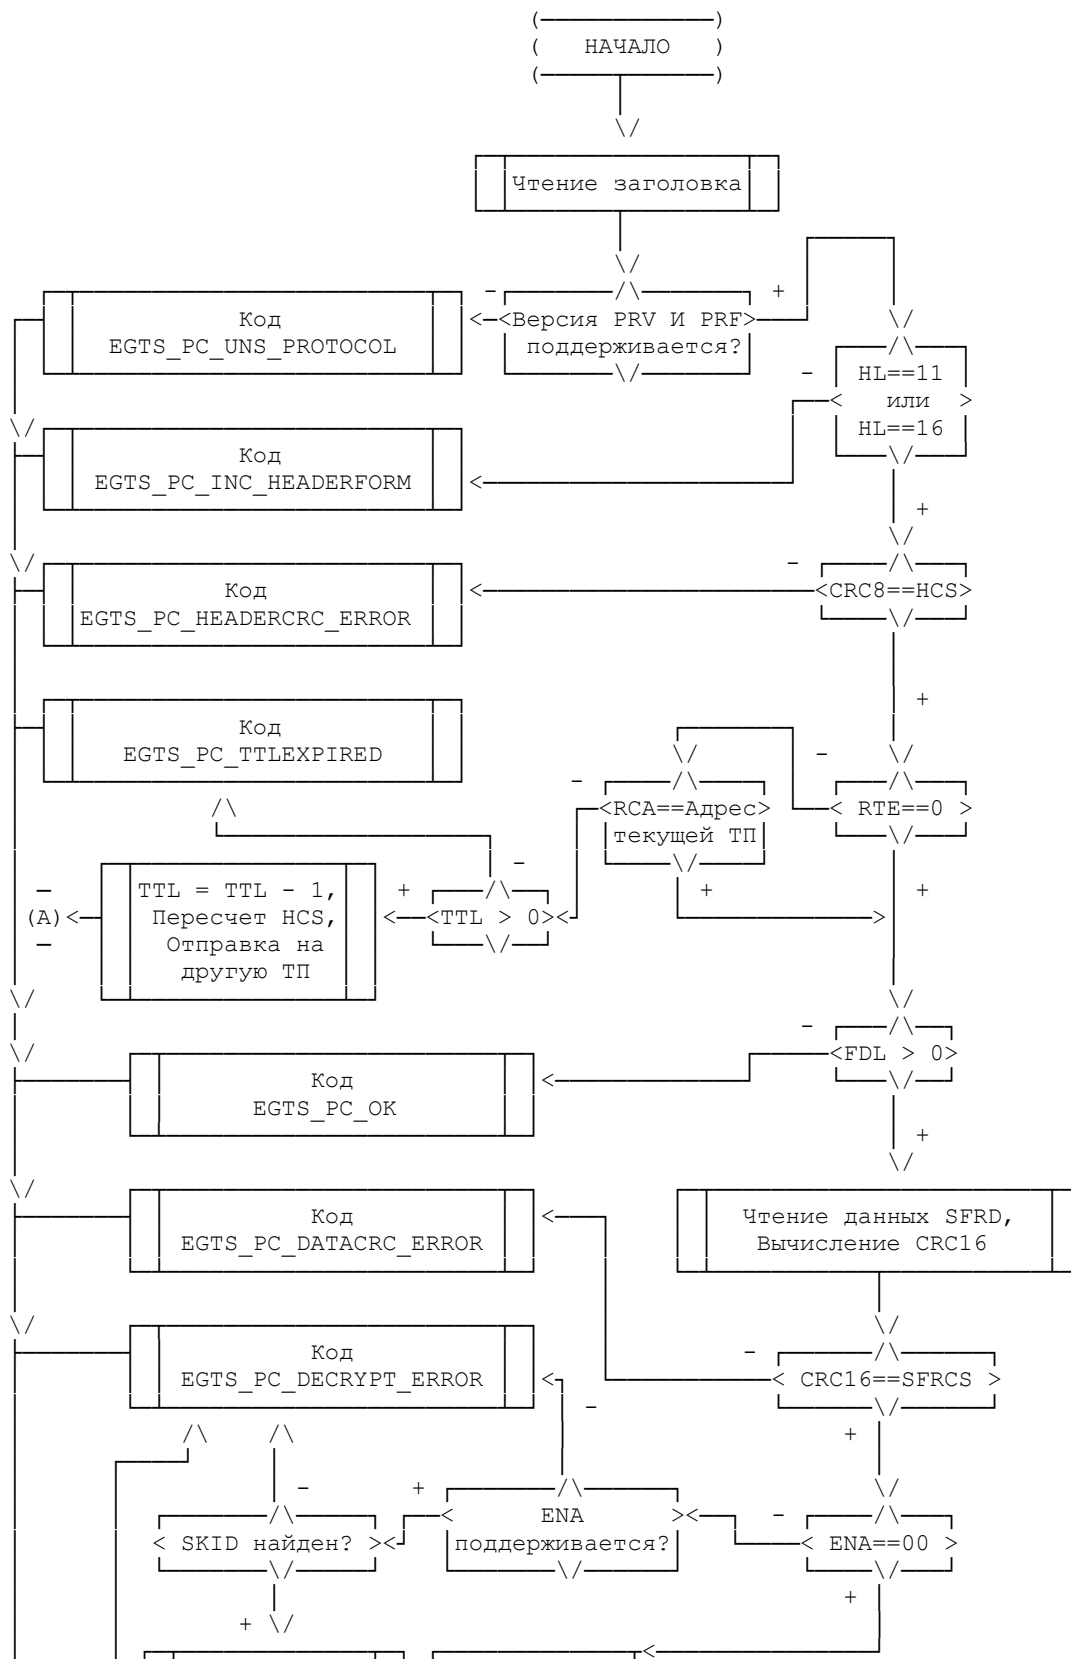 НАЧАЛО
Чтение заголовка
- +
Код
EGTS_PC_UNS_PROTOCOL
Версия PRV И PRF
поддерживается?
-
HL==11
или
HL==16
Код
EGTS_PC_INC_HEADERFORM
+
-
Код
EGTS_PC_HEADERCRC_ERROR
CRC8==HCS
+
Код
EGTS_PC_TTLEXPIRED
-
-
RCA==Адрес
текущей ТП
RTE==0
-
+
+
+
(A)
TTL = TTL - 1,
Пересчет HCS,
Отправка на
другую ТП
TTL > 0
-
FDL > 0
Код
EGTS_PC_OK
+
Код
EGTS_PC_DATACRC_ERROR
Чтение данных SFRD,
Вычисление CRC16
Код
EGTS_PC_DECRYPT_ERROR
-
CRC16==SFRCS
-
+
-
+
-
SKID найден?
ENA
поддерживается?
ENA==00
+
+